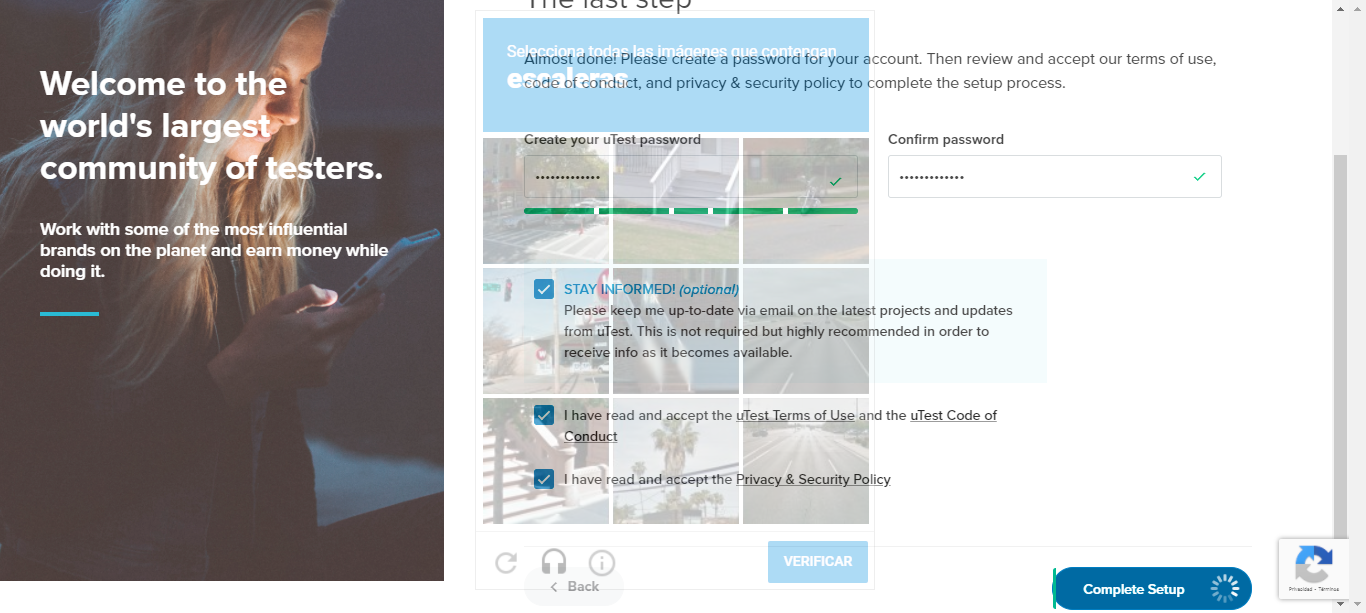 Welcome to the
world's largest
community of testers.
Work with some of the most influential
brands on the planet and earn money while
doing it.
The last step
Almost done! Please create a password for your account. Then review and accept our terms of use,
code of conduct, and privacy & security policy to complete the setup process.
Selecciona todas las imágenes que contengan
escaleras
Create your uTest password
Confirm password
STAY INFORMED! (optional)
Please keep me up-to-date via email on the latest projects and updates
from uTest. This is not required but highly recommended in order to
receive info as it becomes available.
I have read and accept the uTest Terms of Use and the uTest Code of
Conduct
I have read and accept the Privacy & Security Policy
VERIFICAR
Back
Complete Setup
Privacidad - Términos